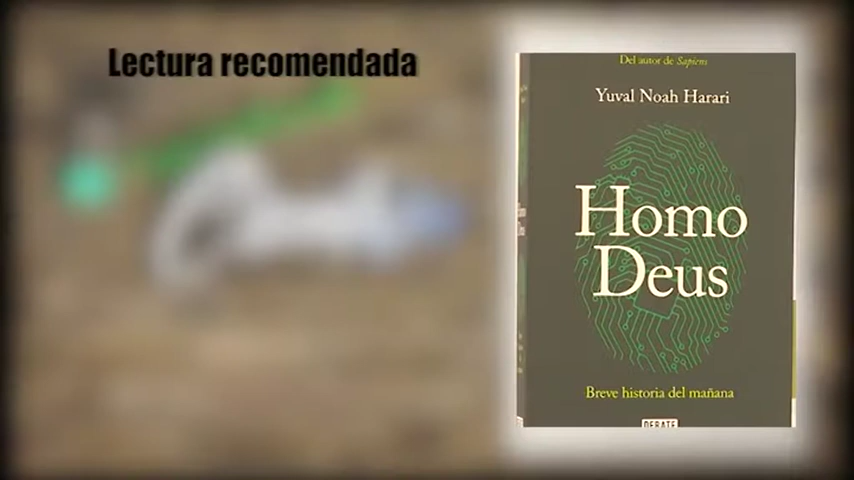 Lectura recomendada
Del autor de Sapiens
Yuval Noah Harari
Homo
Deus
Breve historia del mañana
DEBATE